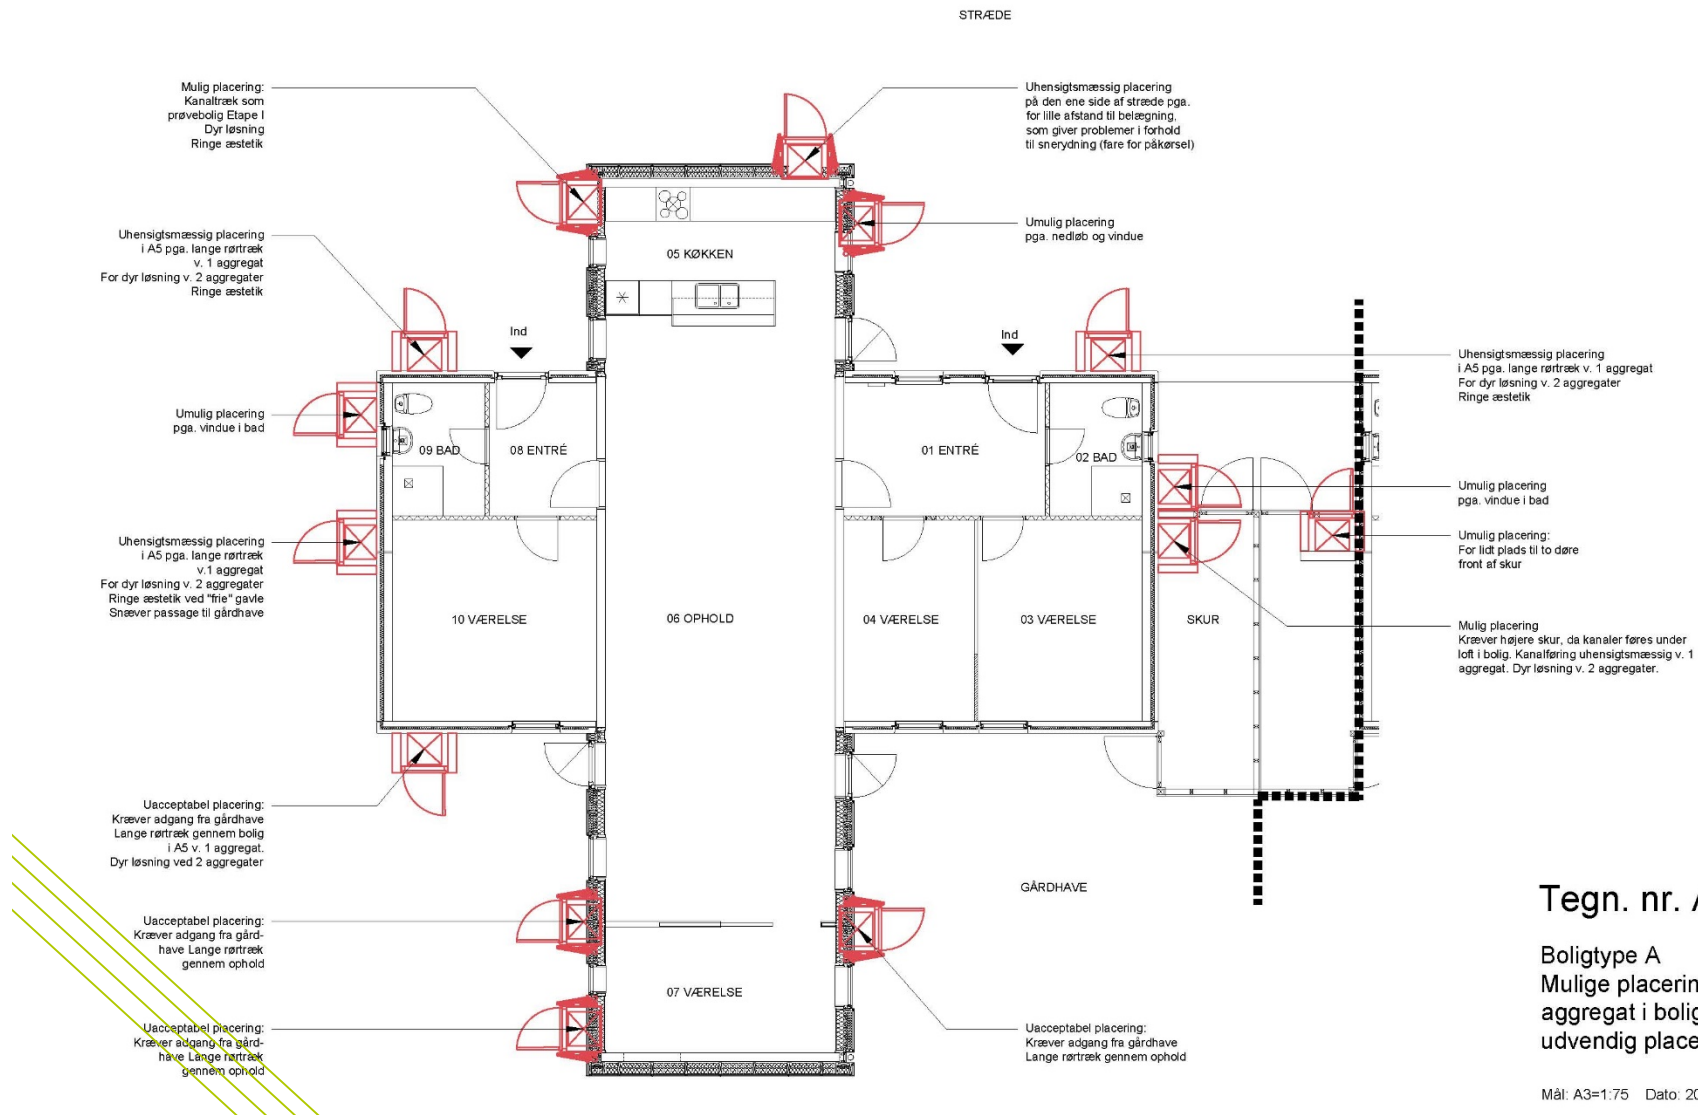 STRÆDE
Mulig placering:
Kanaltræk som
prøvebolig Etape I
Dyr løsning
Ringe æstetik
Uhensigtsmæssig placering
på den ene side af stræde pga.
for lille afstand til belægning,
som giver problemer i forhold
til snerydning (fare for påkørsel)
Umulig placering
pga. nedløb og vindue
Uhensigtsmæssig placering
i A5 pga. lange rørtræk
v. 1 aggregat
For dyr løsning v. 2 aggregater
Ringe æstetik
05 KØKKEN
Ind
Ind
Uhensigtsmæssig placering
i A5 pga. lange rørtræk v. 1 aggregat
For dyr løsning v. 2 aggregater
Ringe æstetik
Umulig placering
pga. vindue i bad
09 BAD
08 ENTRÉ
01 ENTRÉ
02 BAD
Umulig placering
pga. vindue i bad
Uhensigtsmæssig placering
i A5 pga. lange rørtræk
v.1 aggregat
For dyr løsning v. 2 aggregater
Ringe æstetik ved "frie" gavle
Snæver passage til gårdhave
Umulig placering:
For lidt plads til to døre
front af skur
10 VÆRELSE
06 OPHOLD
04 VÆRELSE
03 VÆRELSE
SKUR
Mulig placering
Kræver højere skur, da kanaler føres under
loft i bolig. Kanalføring uhensigtsmæssig v. 1
aggregat. Dyr løsning v. 2 aggregater.
Uacceptabel placering:
Kræver adgang fra gårdhave
Lange rørtræk gennem bolig
i A5 v. 1 aggregat.
Dyr løsning ved 2 aggregater
GÅRDHAVE
Uacceptabel placering:
Kræver adgang fra gård-
have Lange rørtræk
gennem ophold
07 VÆRELSE
Uacceptabel placering:
Kræver adgang fra gård-
have Lange rørtræk
gennem ophold
Uacceptabel placering:
Kræver adgang fra gårdhave
Lange rørtræk gennem ophold
Tegn. nr. A
Boligtype A
Mulige placerin
aggregat i bolig
udvendig place
Mål: A3=1:75 Dato: 20